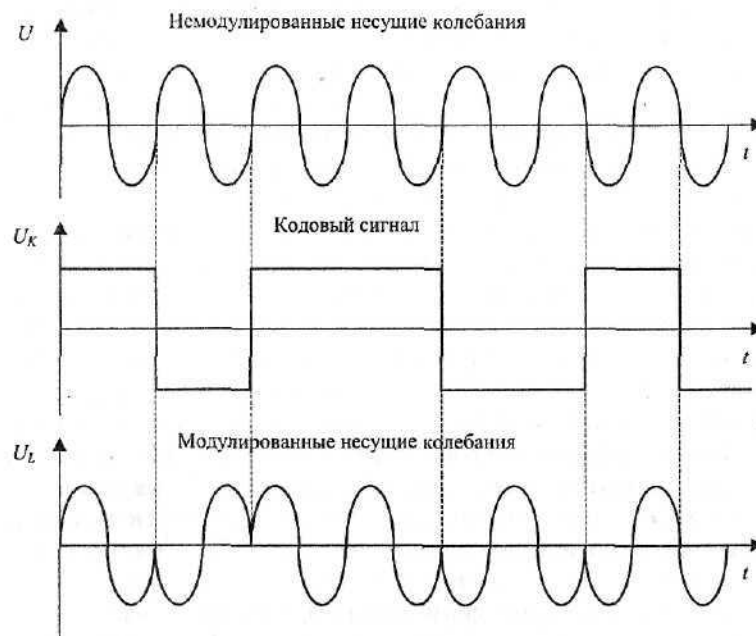 Немодулированные несущие колебания
U
t
Кодовый сигнал
U_K
t
Модулированные несущие колебания
U_L
t